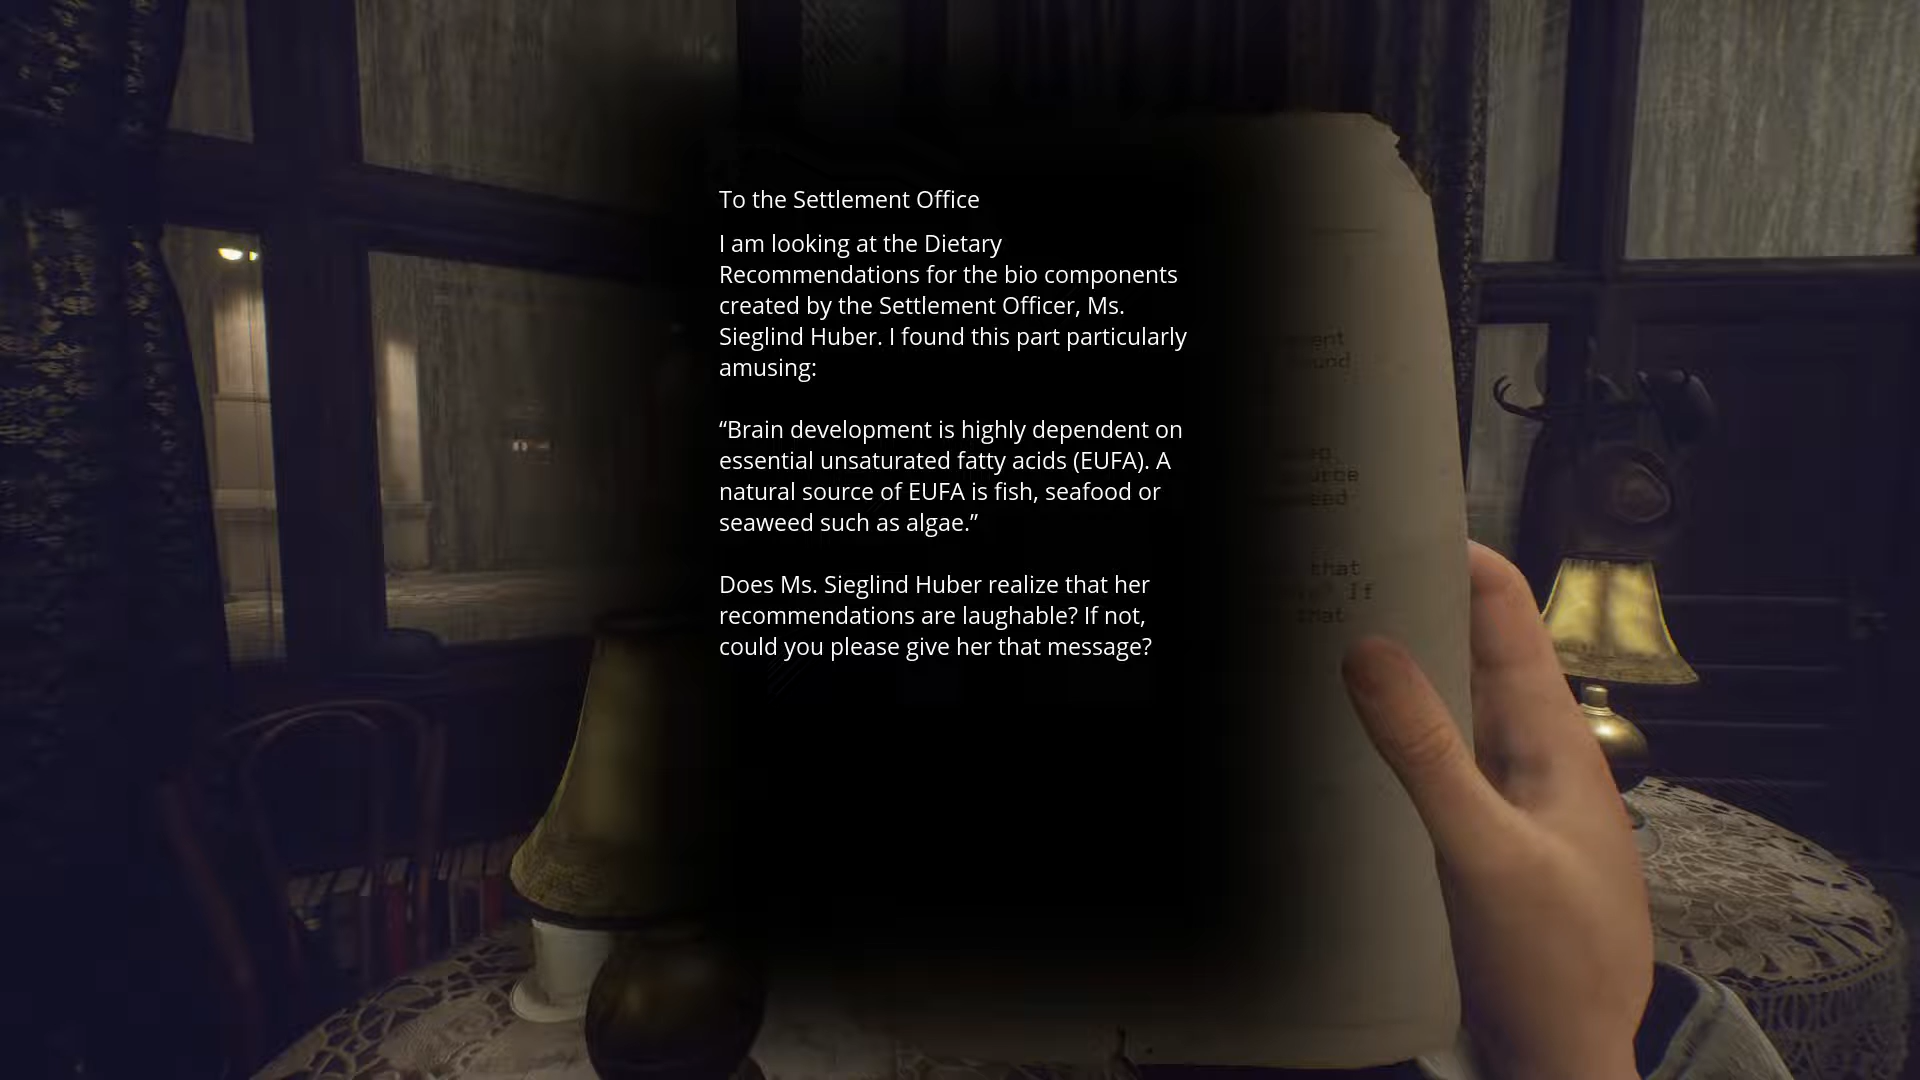 To the Settlement Office
I am looking at the Dietary
Recommendations for the bio components
created by the Settlement Officer, Ms.
Sieglind Huber. I found this part particularly
amusing:
“Brain development is highly dependent on
essential unsaturated fatty acids (EUFA). A
natural source of EUFA is fish, seafood or
seaweed such as algae.”
Does Ms. Sieglind Huber realize that her
recommendations are laughable? If not,
could you please give her that message?
that
If
that